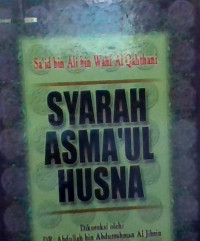 Sa'id bin Ali bin Wahf Al Qahthani
SYARAH
ASMA'UL
HUSNA
Dikoreksi oleh:
DR. Abdullah bin Abdurrahman Al Jibrin